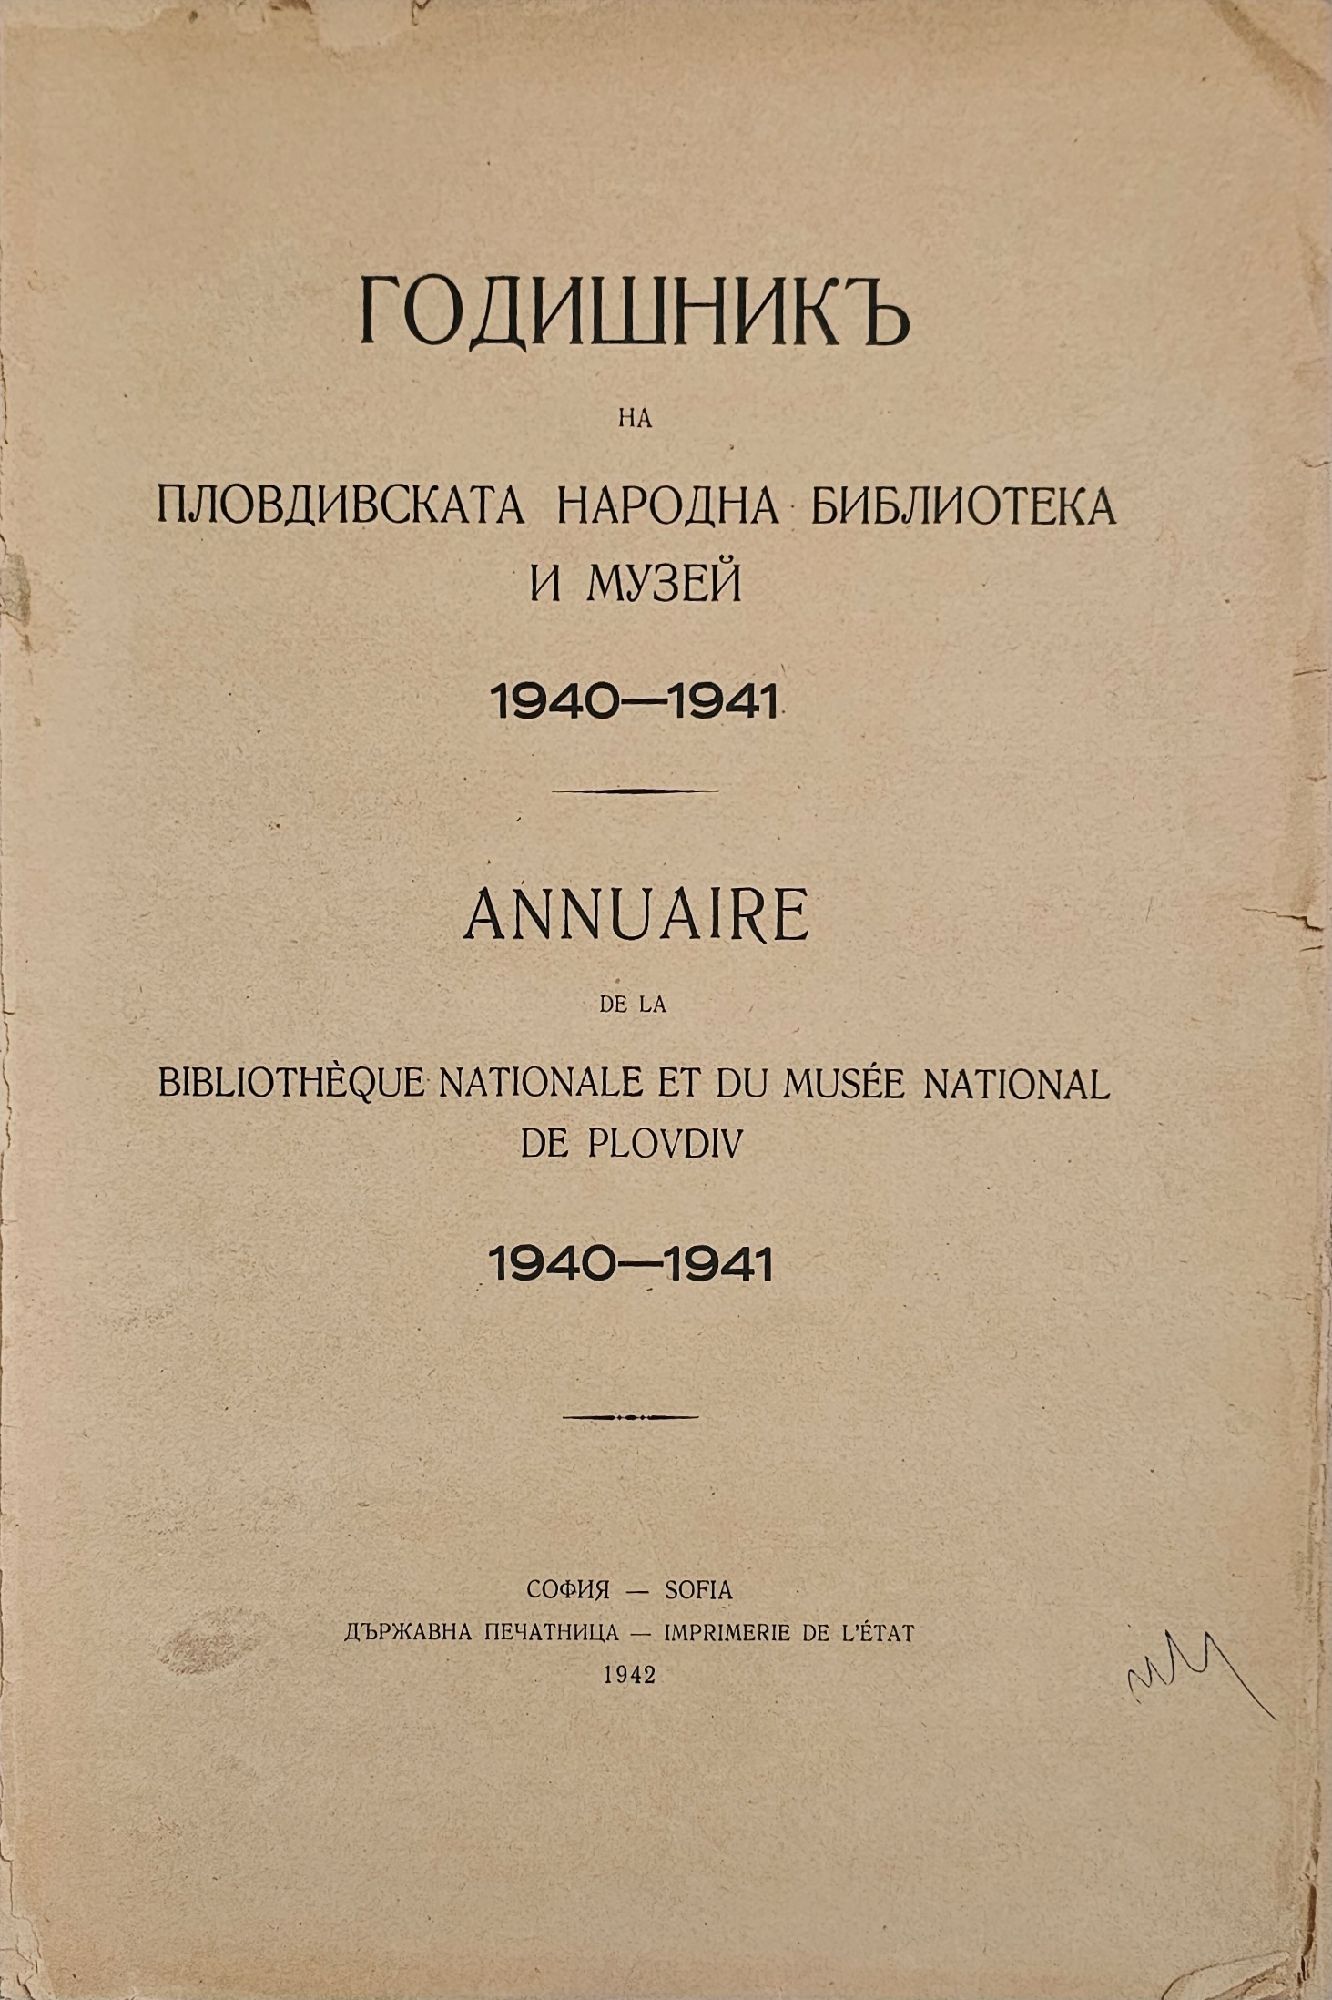 ГОДИШНИКЪ
НА
ПЛОВДИВСКАТА НАРОДНА БИБЛИОТЕКА
И МУЗЕЙ
1940—1941
ANNUAIRE
DE LA
BIBLIOTHÈQUE NATIONALE ET DU MUSÉE NATIONAL
DE PLOVDIV
1940—1941
СОФИЯ — SOFIA
ДЪРЖАВНА ПЕЧАТНИЦА — IMPRIMERIE DE L'ÉTAT
1942